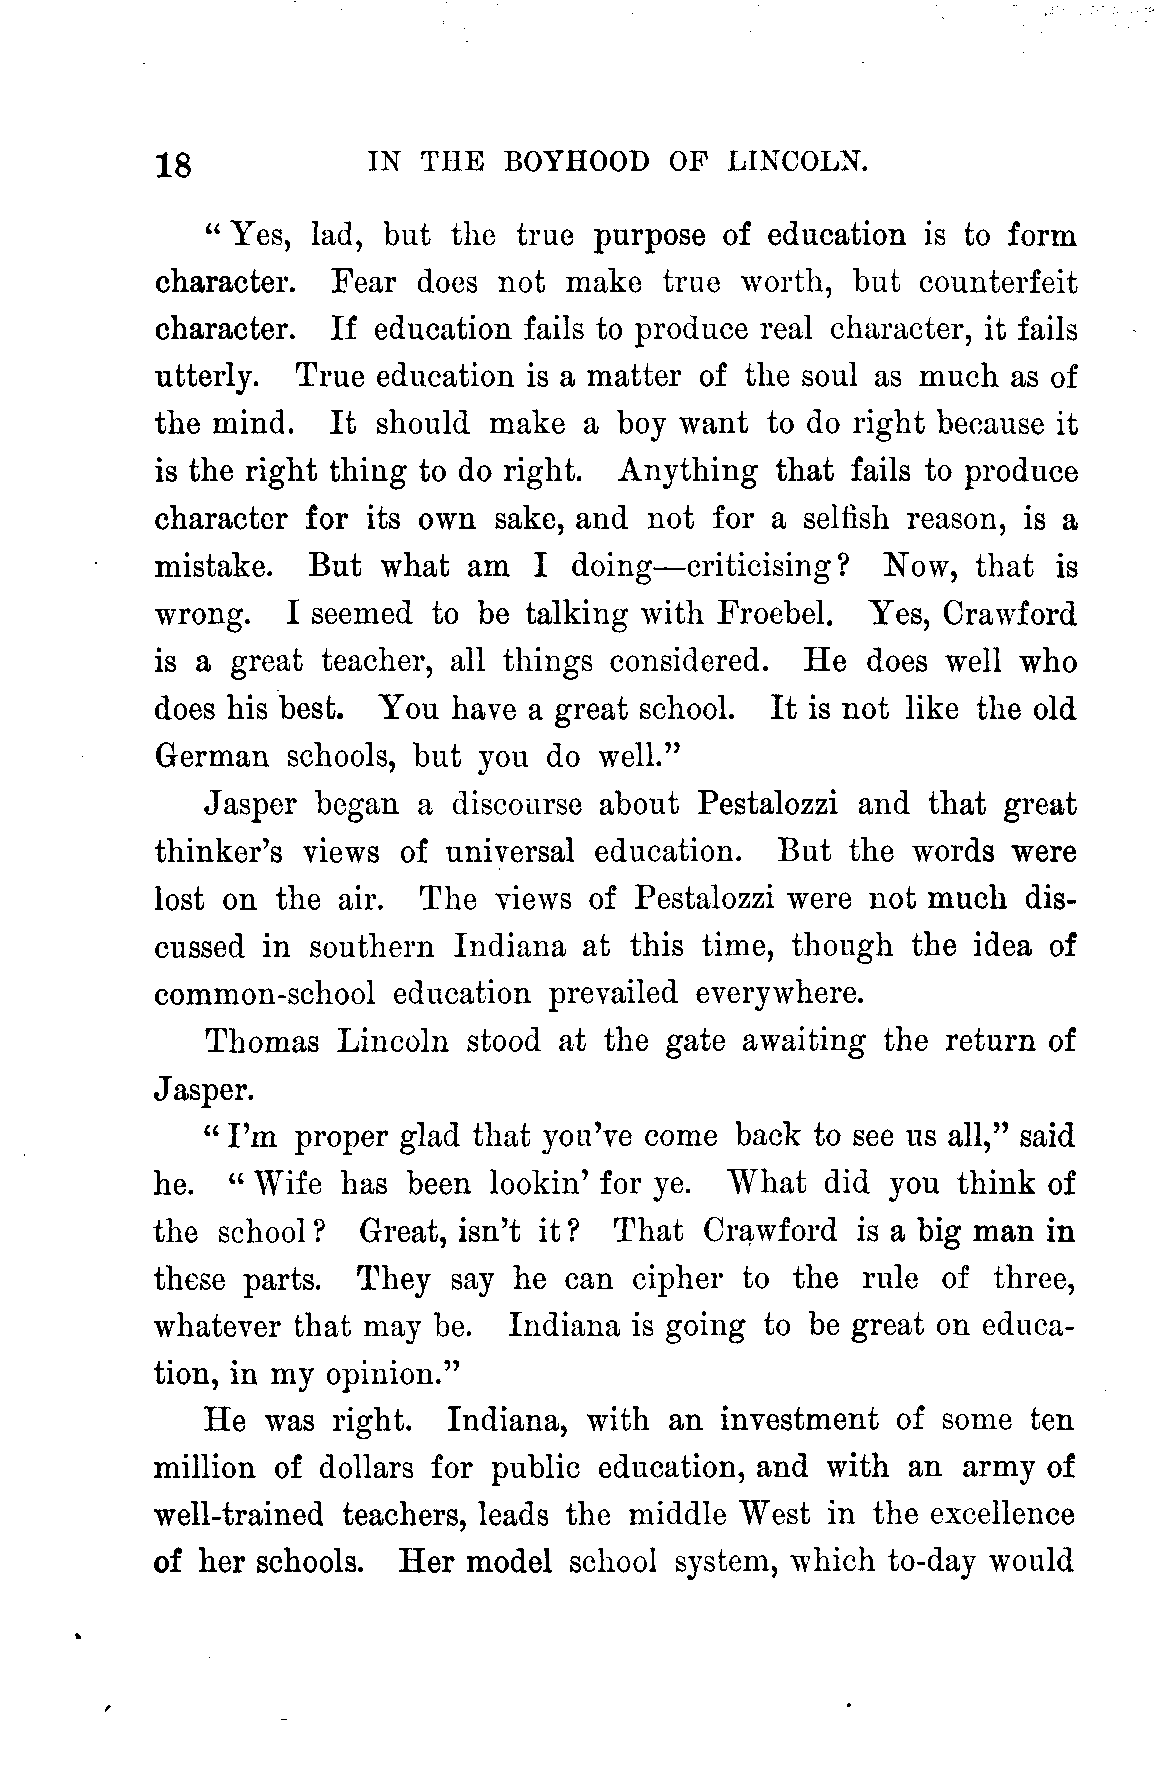 18 IN THE BOYHOOD OF LINCOLN.
“ Yes, lad, but the true purpose of education is to form
character. Fear does not make true worth, but counterfeit
character. If education fails to produce real character, it fails
utterly. True education is a matter of the soul as much as of
the mind. It should make a boy want to do right because it
is the right thing to do right. Anything that fails to produce
character for its own sake, and not for a selfish reason, is a
mistake. But what am I doing—criticising? Now, that is
wrong. I seemed to be talking with Froebel. Yes, Crawford
is a great teacher, all things considered. He does well who
does his best. You have a great school. It is not like the old
German schools, but you do well.”
Jasper began a discourse about Pestalozzi and that great
thinker’s views of universal education. But the words were
lost on the air. The views of Pestalozzi were not much dis-
cussed in southern Indiana at this time, though the idea of
common-school education prevailed everywhere.
Thomas Lincoln stood at the gate awaiting the return of
Jasper.
“ I’m proper glad that you’ve come back to see us all,” said
he. “ Wife has been lookin’ for ye. What did you think of
the school? Great, isn’t it? That Crawford is a big man in
these parts. They say he can cipher to the rule of three,
whatever that may be. Indiana is going to be great on educa-
tion, in my opinion.”
He was right. Indiana, with an investment of some ten
million of dollars for public education, and with an army of
well-trained teachers, leads the middle West in the excellence
of her schools. Her model school system, which to-day would